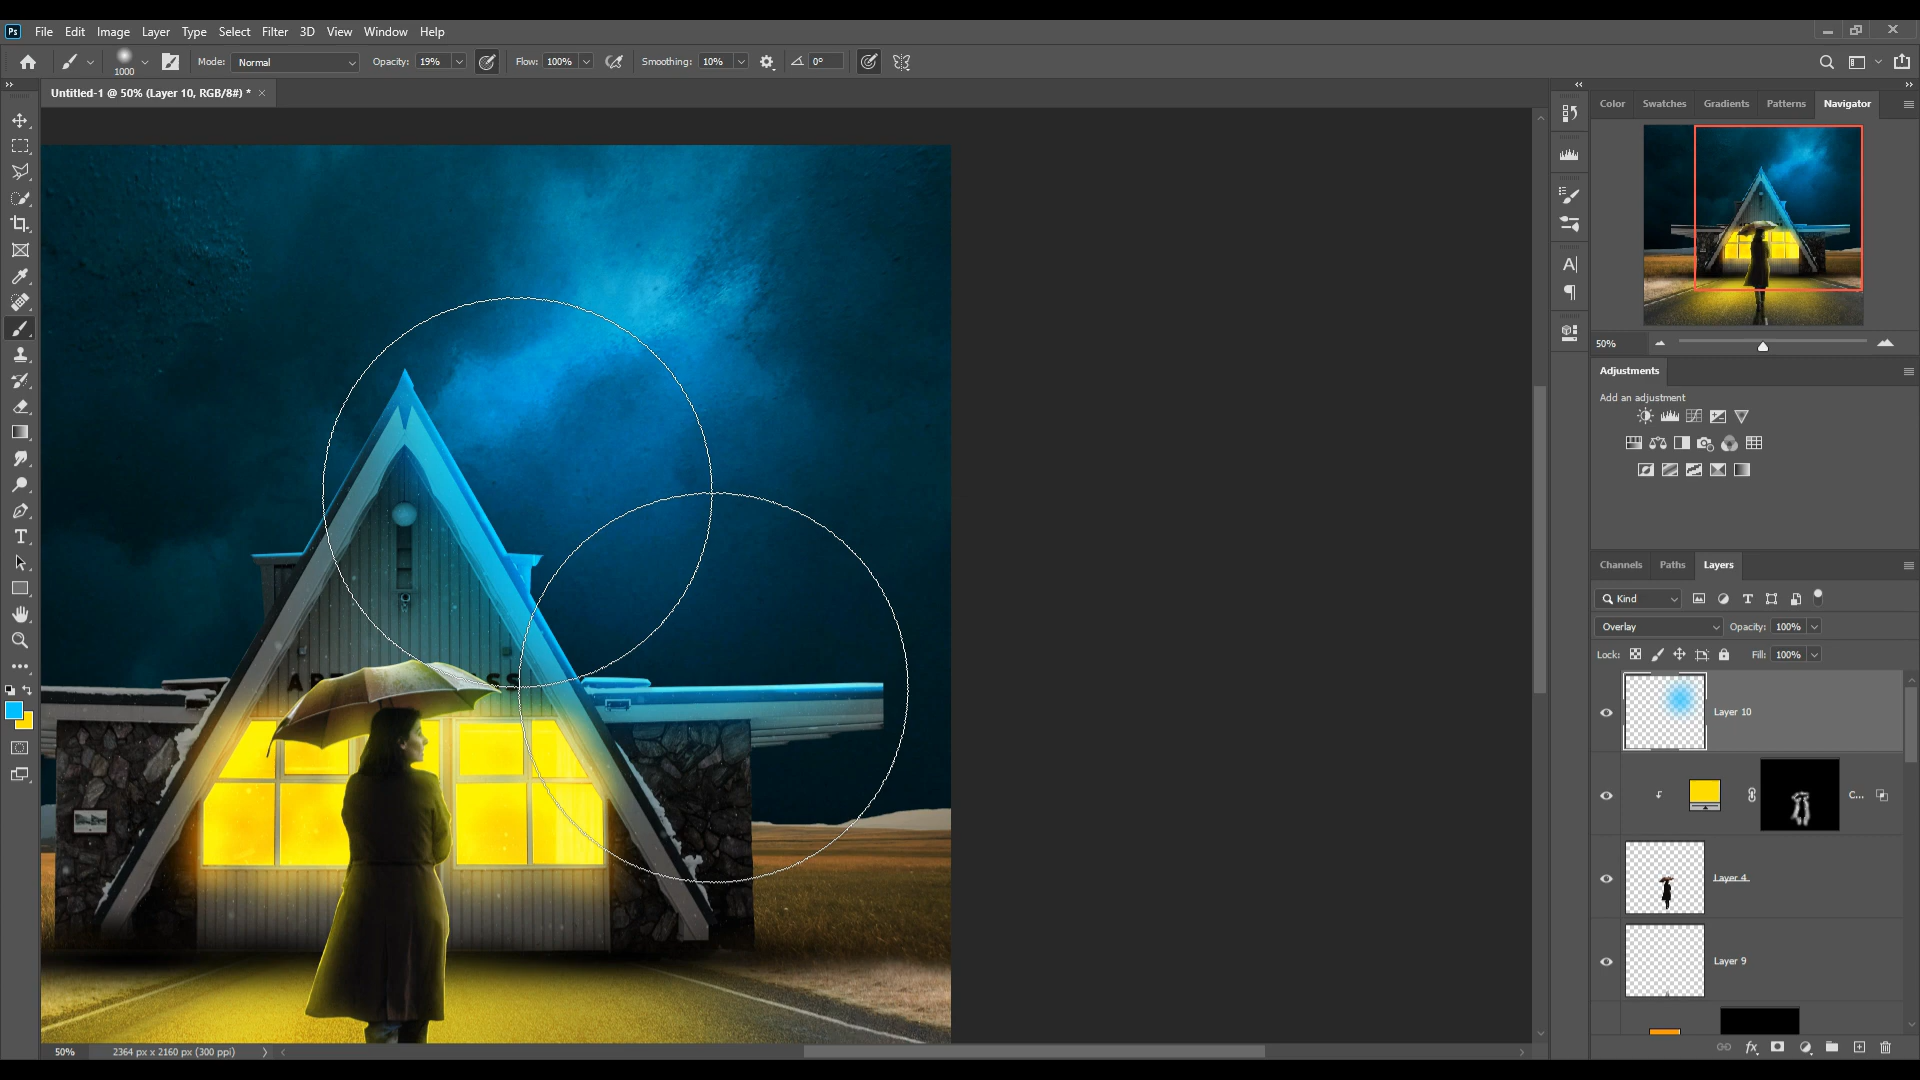 Ps File Edit Image Layer Type Select Filter 3D View Window Help
1000 Mode: Normal Opacity: 19% Flow: 100% Smoothing: 10% 0°
Untitled-1 @ 50% (Layer 10, RGB/8#) *
Color Swatches Gradients Patterns Navigator
50%
Adjustments
Add an adjustment
Channels Paths Layers
Kind
Overlay Opacity: 100%
Lock: Fill: 100%
Layer 10
C...
Layer 4
Layer 9
50% 2364 px x 2160 px (300 ppi)